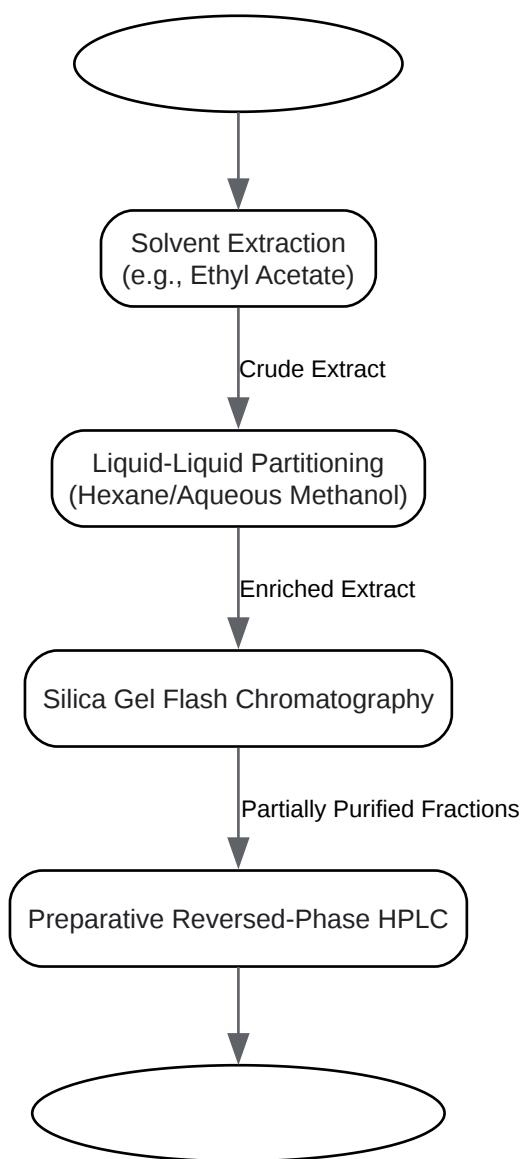 Solvent Extraction
(e.g., Ethyl Acetate)
Crude Extract
Liquid-Liquid Partitioning
(Hexane/Aqueous Methanol)
Enriched Extract
Silica Gel Flash Chromatography
Partially Purified Fractions
Preparative Reversed-Phase HPLC